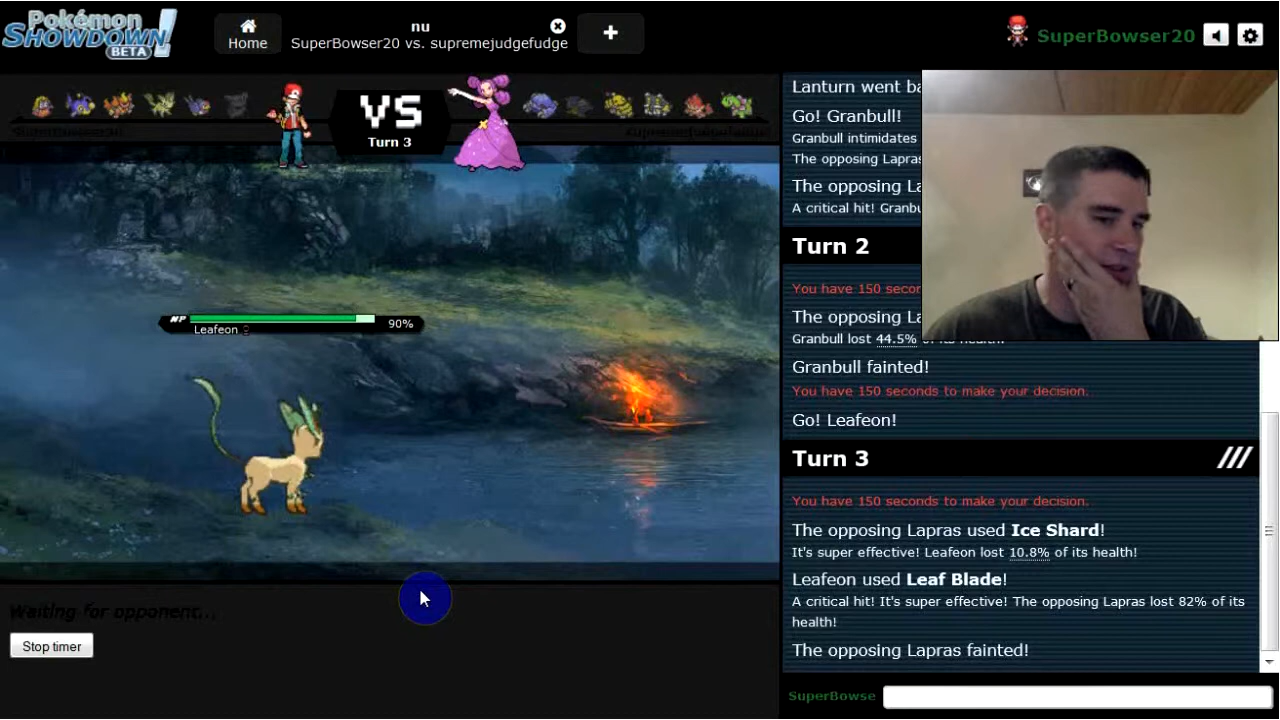 Pokémon
SHOWDOWN!
BETA
Home
nu
SuperBowser20 vs. supremejudgefudge
+
SuperBowser20
VS
Turn 3
Leafeon
90%
Waiting for opponent...
Stop timer
Lanturn went ba
Go! Granbull!
Granbull intimidates
The opposing Lapras
The opposing La
A critical hit! Granbu
Turn 2
You have 150 secon
The opposing La
Granbull lost 44.5% of its health!
Granbull fainted!
You have 150 seconds to make your decision.
Go! Leafeon!
Turn 3
You have 150 seconds to make your decision.
The opposing Lapras used Ice Shard!
It's super effective! Leafeon lost 10.8% of its health!
Leafeon used Leaf Blade!
A critical hit! It's super effective! The opposing Lapras lost 82% of its
health!
The opposing Lapras fainted!
SuperBowse